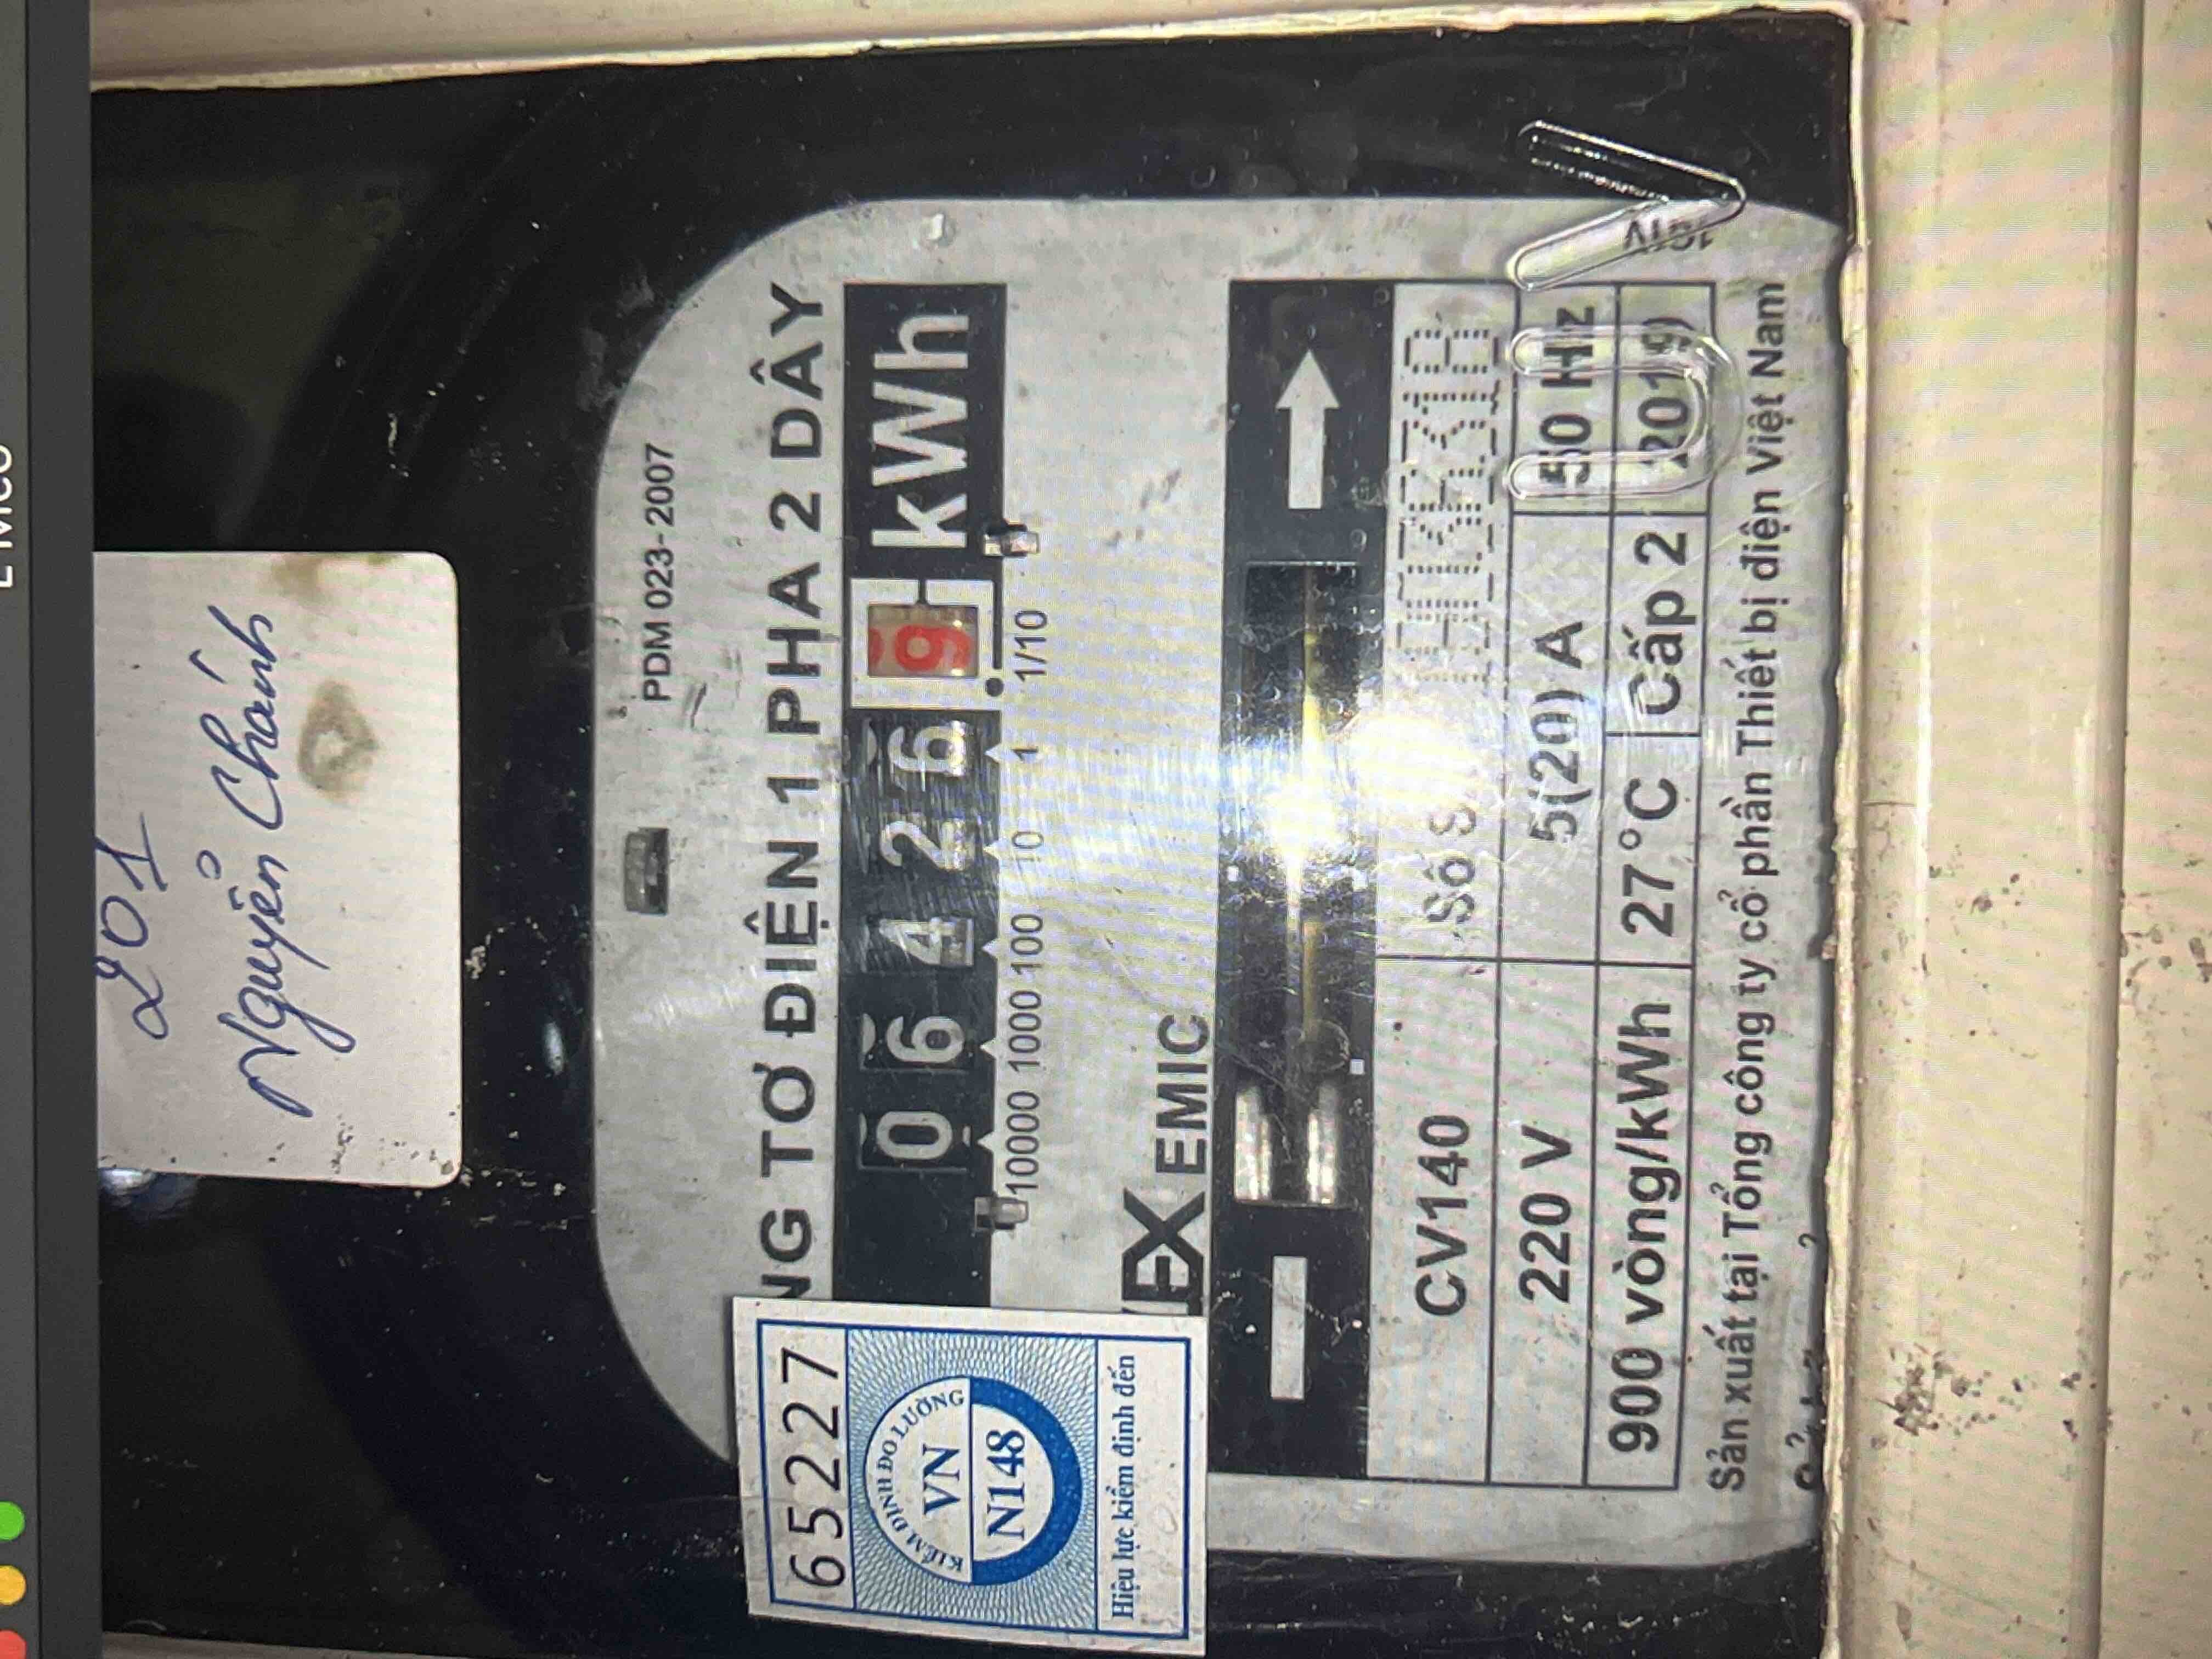 201
Nguyễn Chánh
PDM 023-2007
NG TƠ ĐIỆN 1 PHA 2 DÂY
0 6 4 2 6 9 kWh
10000 1000 100 10 1 1/10
65227
KIỂM ĐỊNH ĐO LƯỜNG
VN
N148
Hiệu lực kiểm định đến
EMIC
CV140 Số S
220 V 5(20) A 50 Hz
900 vòng/kWh 27°C Cấp 2
Sản xuất tại Tổng công ty cổ phần Thiết bị điện Việt Nam